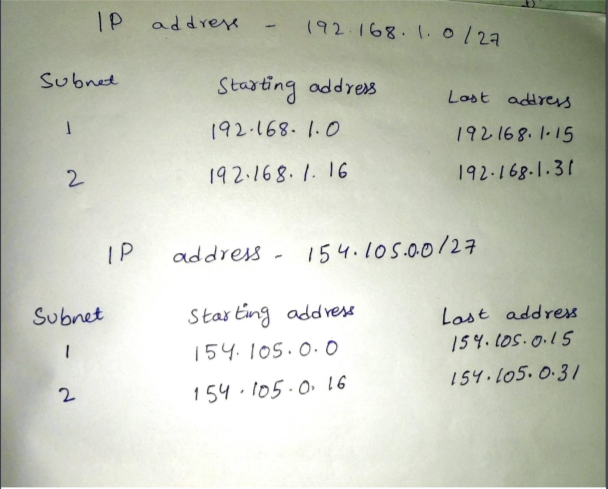 IP address - 192.168.1.0/27
Subnet Starting address Last address
1 192.168.1.0 192.168.1.15
2 192.168.1.16 192.168.1.31
IP address - 154.105.0.0/27
Subnet Starting address Last address
1 154.105.0.0 154.105.0.15
2 154.105.0.16 154.105.0.31